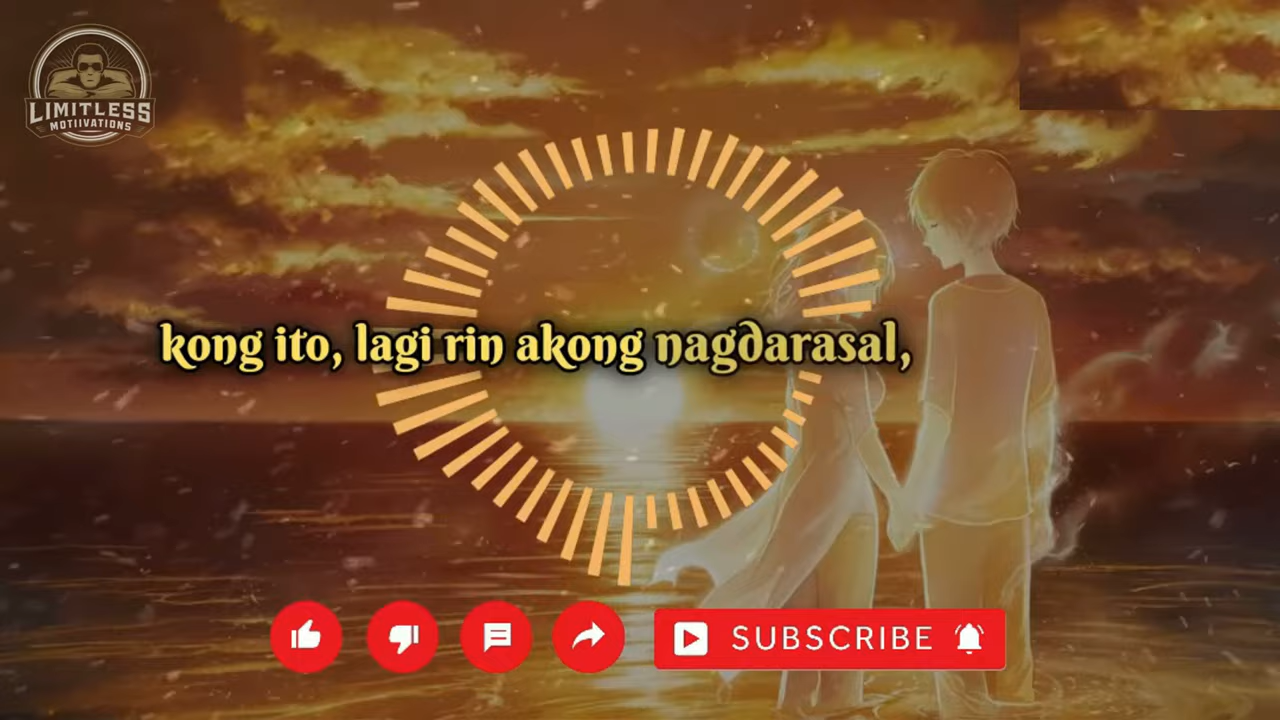 LIMITLESS
MOTIIVATIONS
kong ito, lagi rin akong nagdarasal,
SUBSCRIBE